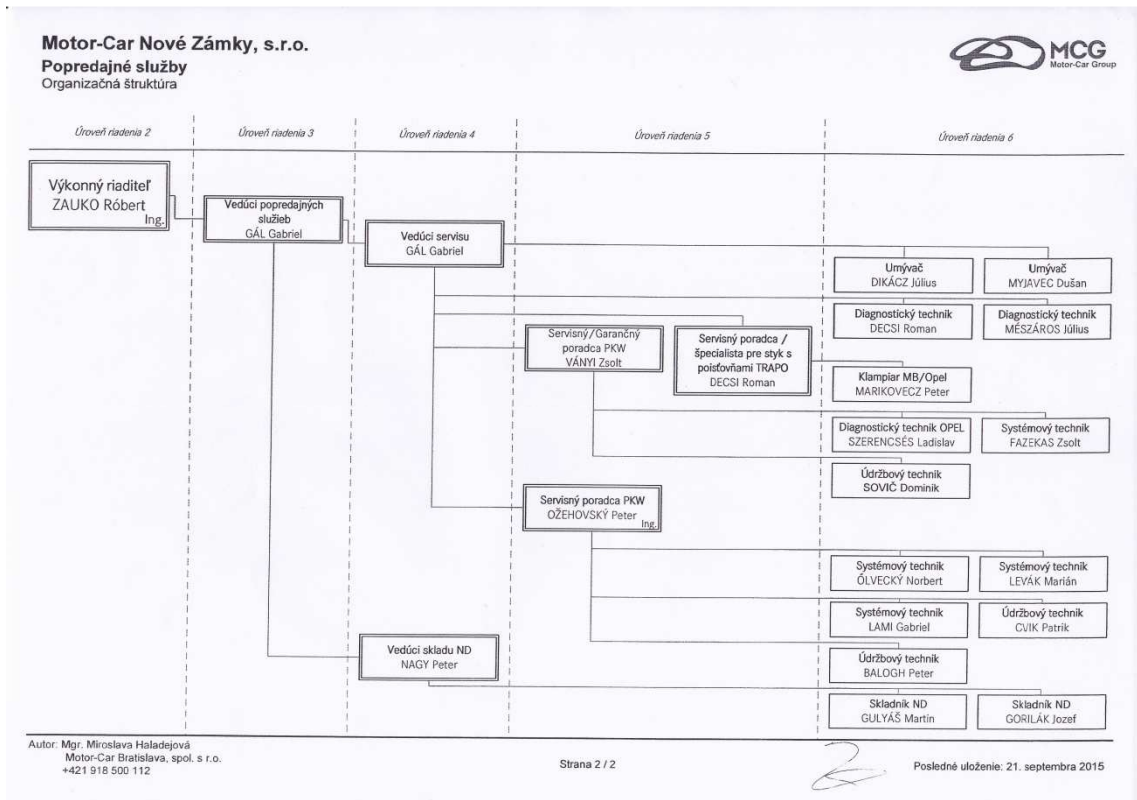 Motor-Car Nové Zámky, s.r.o.
Popredajné služby
Organizačná štruktúra
MCG
Motor-Car Group
Úroveň riadenia 2
Úroveň riadenia 3
Úroveň riadenia 4
Úroveň riadenia 5
Úroveň riadenia 6
Výkonný riaditeľ
ZAUKO Róbert
Ing.
Vedúci popredajných
služieb
GÁL Gabriel
Vedúci servisu
GÁL Gabriel
Umývač
DIKÁCZ Július
Umývač
MYJAVEC Dušan
Diagnostický technik
DECSI Roman
Diagnostický technik
MÉSZÁROS Július
Servisný/Garančný
poradca PKW
VÁNYI Zsolt
Servisný poradca /
špecialista pre styk s
poisťovňami TRAPO
DECSI Roman
Klampiar MB/Opel
MARIKOVECZ Peter
Diagnostický technik OPEL
SZERENCSÉS Ladislav
Systémový technik
FAZEKAS Zsolt
Údržbový technik
SOVIČ Dominik
Servisný poradca PKW
OŽEHOVSKÝ Peter
Ing.
Systémový technik
ÖLVECKÝ Norbert
Systémový technik
LEVÁK Marián
Systémový technik
LAMI Gabriel
Údržbový technik
CVIK Patrik
Údržbový technik
BALOGH Peter
Vedúci skladu ND
NAGY Peter
Skladník ND
GULYÁŠ Martin
Skladník ND
GORILÁK Jozef
Autor: Mgr. Miroslava Haladejová
Motor-Car Bratislava, spol. s r.o.
+421 918 500 112
Strana 2 / 2
Posledné uloženie: 21. septembra 2015